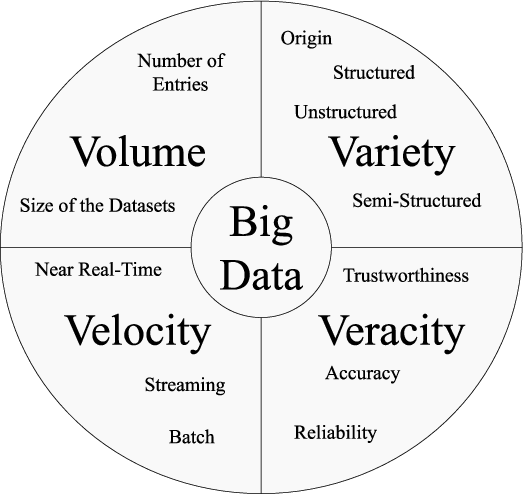 Number of
Entries
Volume
Size of the Datasets
Origin
Structured
Unstructured
Variety
Semi-Structured
Big
Data
Near Real-Time
Velocity
Streaming
Batch
Trustworthiness
Veracity
Accuracy
Reliability